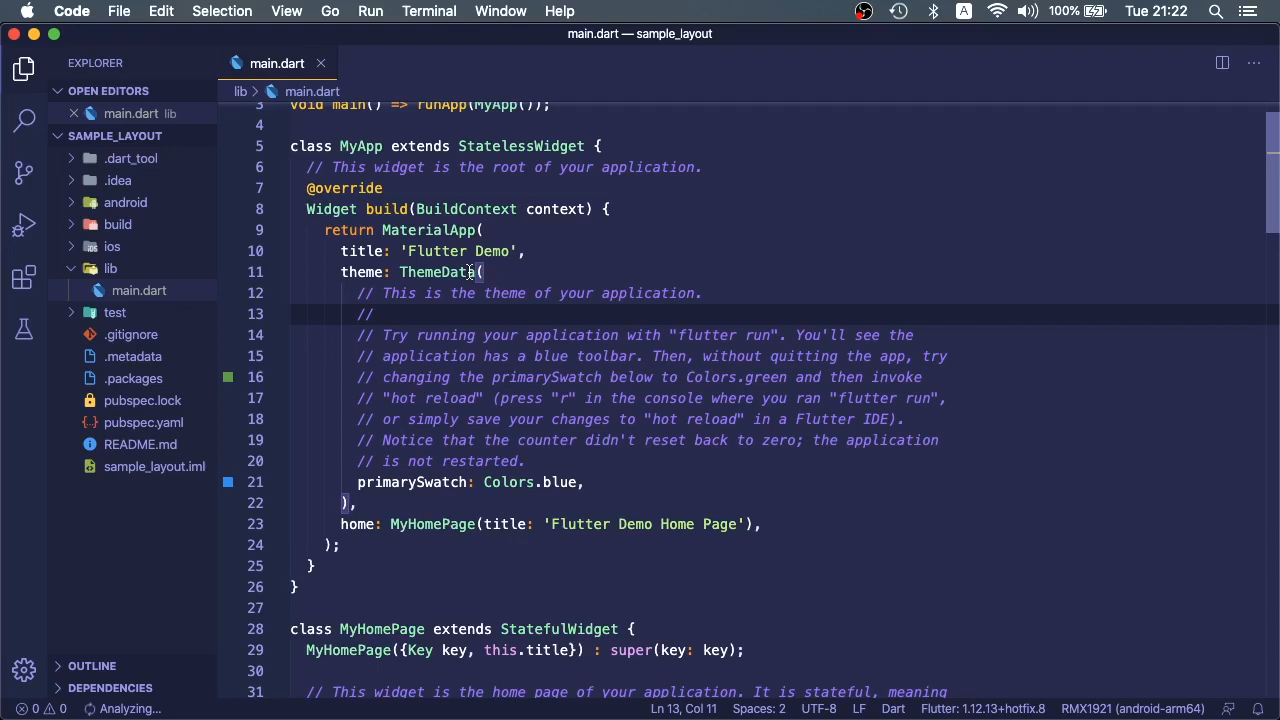 Code File Edit Selection View Go Run Terminal Window Help A 100% Tue 21:22
main.dart — sample_layout
EXPLORER
main.dart
OPEN EDITORS
main.dart lib
SAMPLE_LAYOUT
.dart_tool
.idea
android
build
ios
lib
main.dart
test
.gitignore
.metadata
.packages
pubspec.lock
pubspec.yaml
README.md
sample_layout.iml
OUTLINE
DEPENDENCIES
lib > main.dart
3 void main() => runApp(MyApp());
4
5 class MyApp extends StatelessWidget {
6 // This widget is the root of your application.
7 @override
8 Widget build(BuildContext context) {
9 return MaterialApp(
10 title: 'Flutter Demo',
11 theme: ThemeData(
12 // This is the theme of your application.
13 //
14 // Try running your application with "flutter run". You'll see the
15 // application has a blue toolbar. Then, without quitting the app, try
16 // changing the primarySwatch below to Colors.green and then invoke
17 // "hot reload" (press "r" in the console where you ran "flutter run",
18 // or simply save your changes to "hot reload" in a Flutter IDE).
19 // Notice that the counter didn't reset back to zero; the application
20 // is not restarted.
21 primarySwatch: Colors.blue,
22 ),
23 home: MyHomePage(title: 'Flutter Demo Home Page'),
24 );
25 }
26 }
27
28 class MyHomePage extends StatefulWidget {
29 MyHomePage({Key key, this.title}) : super(key: key);
30
31 // This widget is the home page of your application. It is stateful, meaning
0 0 Analyzing... Ln 13, Col 11 Spaces: 2 UTF-8 LF Dart Flutter: 1.12.13+hotfix.8 RMX1921 (android-arm64)